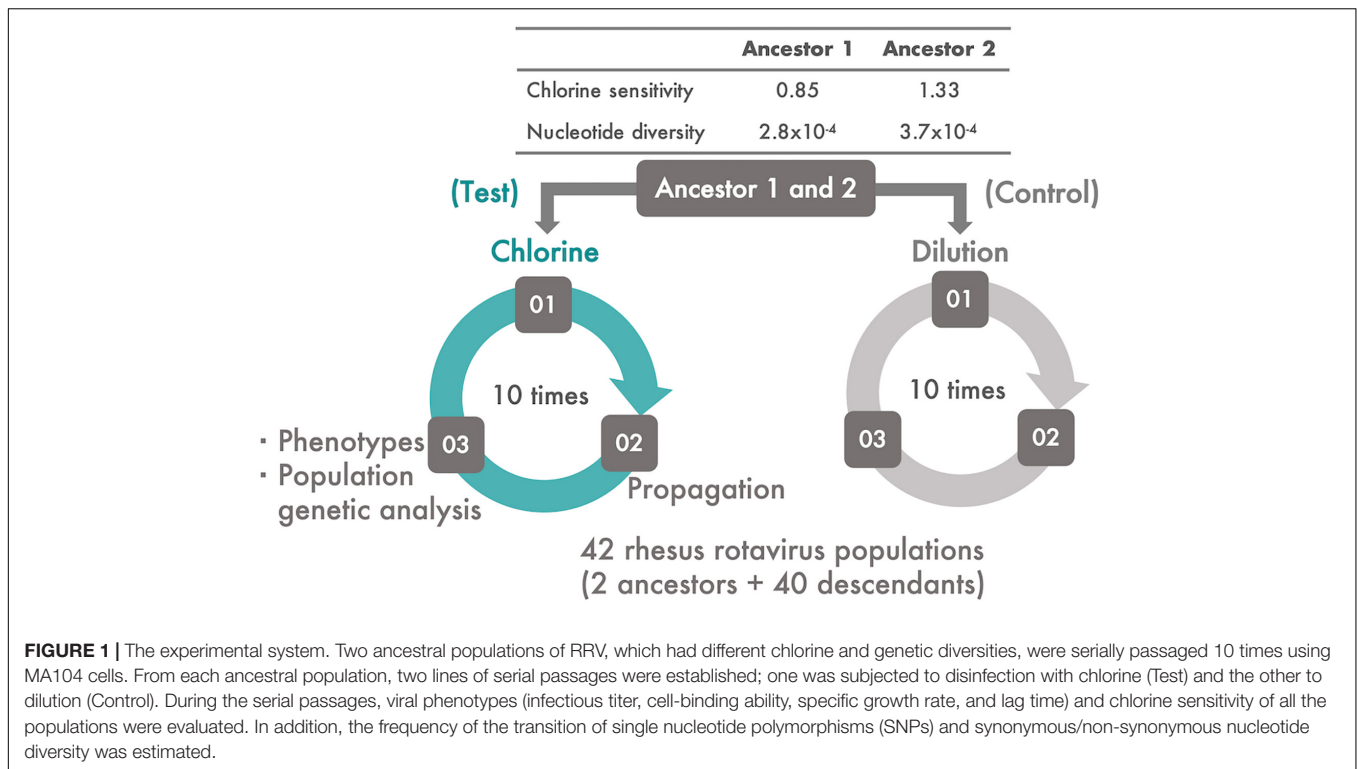 Ancestor 1 Ancestor 2
Chlorine sensitivity 0.85 1.33
Nucleotide diversity 2.8x10⁻⁴ 3.7x10⁻⁴
(Test) Ancestor 1 and 2 (Control)
Chlorine Dilution
01 01
10 times 10 times
03 02 03 02
· Phenotypes
· Population
genetic analysis
Propagation
42 rhesus rotavirus populations
(2 ancestors + 40 descendants)
FIGURE 1 | The experimental system. Two ancestral populations of RRV, which had different chlorine and genetic diversities, were serially passaged 10 times using
MA104 cells. From each ancestral population, two lines of serial passages were established; one was subjected to disinfection with chlorine (Test) and the other to
dilution (Control). During the serial passages, viral phenotypes (infectious titer, cell-binding ability, specific growth rate, and lag time) and chlorine sensitivity of all the
populations were evaluated. In addition, the frequency of the transition of single nucleotide polymorphisms (SNPs) and synonymous/non-synonymous nucleotide
diversity was estimated.